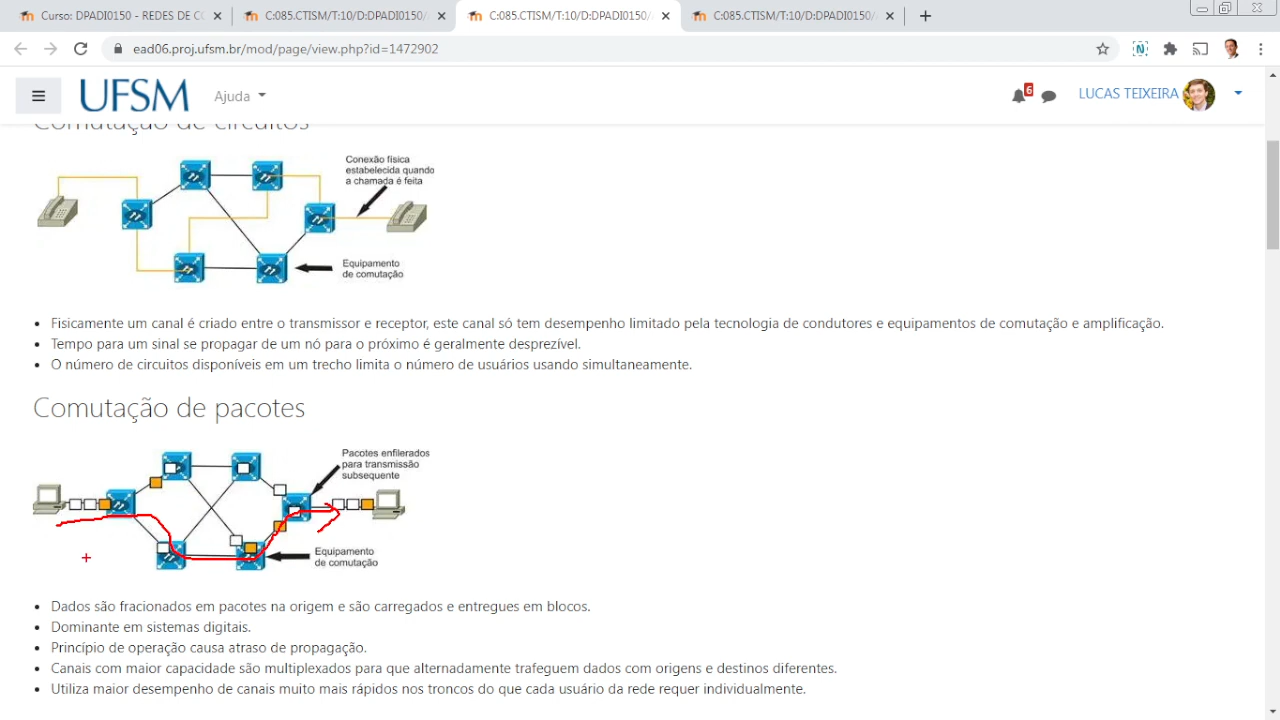 Curso: DPADI0150 - REDES DE CO
C:085.CTISM/T:10/D:DPADI0150/
C:085.CTISM/T:10/D:DPADI0150/
C:085.CTISM/T:10/D:DPADI0150/
ead06.proj.ufsm.br/mod/page/view.php?id=1472902
UFSM
Ajuda
6
LUCAS TEIXEIRA
Comutação de circuitos
Conexão física
estabelecida quando
a chamada é feita
Equipamento
de comutação
Fisicamente um canal é criado entre o transmissor e receptor, este canal só tem desempenho limitado pela tecnologia de condutores e equipamentos de comutação e amplificação.
Tempo para um sinal se propagar de um nó para o próximo é geralmente desprezível.
O número de circuitos disponíveis em um trecho limita o número de usuários usando simultaneamente.
Comutação de pacotes
Pacotes enfilerados
para transmissão
subsequente
Equipamento
de comutação
Dados são fracionados em pacotes na origem e são carregados e entregues em blocos.
Dominante em sistemas digitais.
Princípio de operação causa atraso de propagação.
Canais com maior capacidade são multiplexados para que alternadamente trafeguem dados com origens e destinos diferentes.
Utiliza maior desempenho de canais muito mais rápidos nos troncos do que cada usuário da rede requer individualmente.